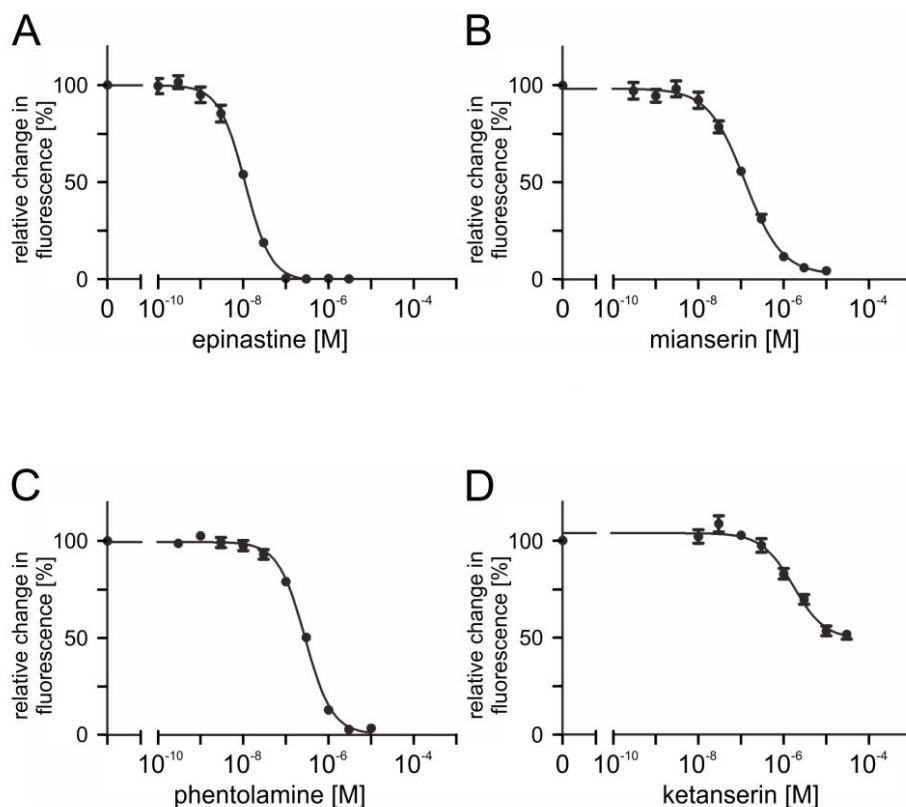 A
relative change in
fluorescence [%]
100
50
0
0
10-10
10-8
10-6
10-4
epinastine [M]
B
relative change in
fluorescence [%]
100
50
0
0
10-10
10-8
10-6
10-4
mianserin [M]
C
relative change in
fluorescence [%]
100
50
0
10-10
10-8
10-6
10-4
phentolamine [M]
D
relative change in
fluorescence [%]
100
50
0
0
10-10
10-8
10-6
10-4
ketanserin [M]